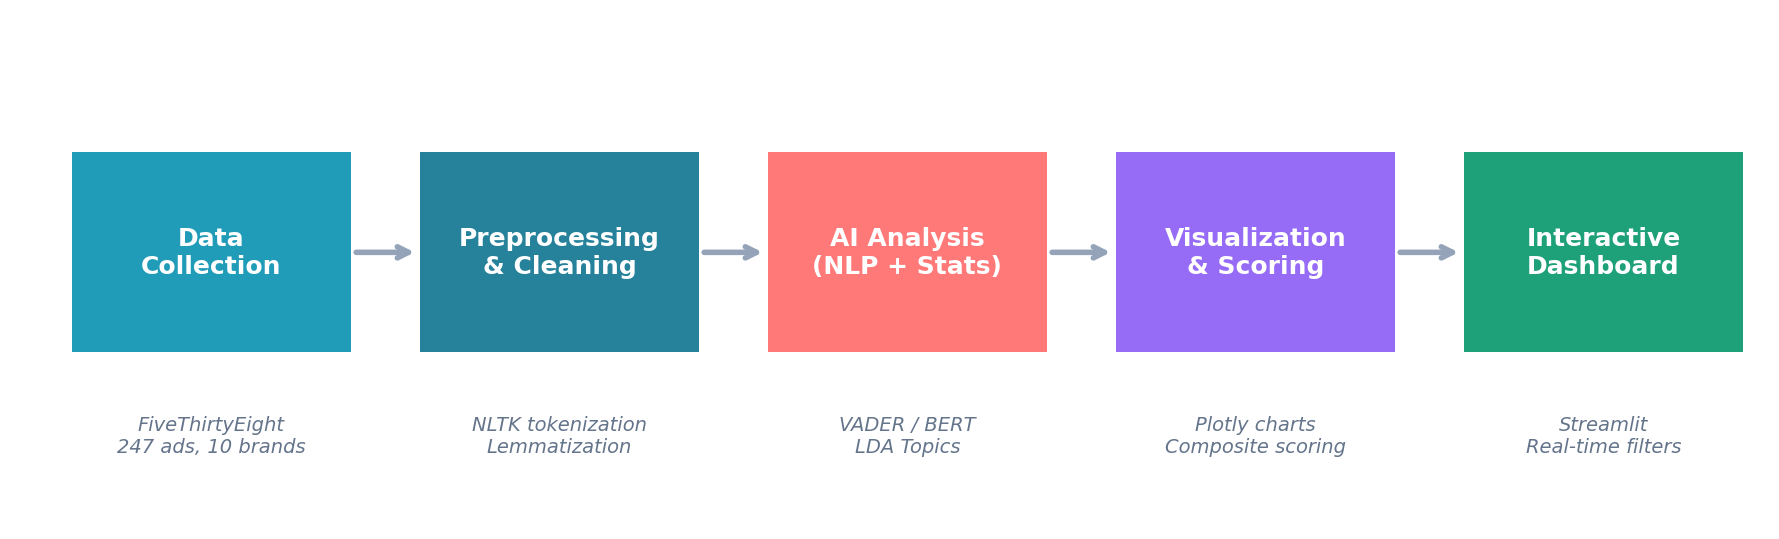 Data
Collection
Preprocessing
& Cleaning
AI Analysis
(NLP + Stats)
Visualization
& Scoring
Interactive
Dashboard
FiveThirtyEight
247 ads, 10 brands
NLTK tokenization
Lemmatization
VADER / BERT
LDA Topics
Plotly charts
Composite scoring
Streamlit
Real-time filters